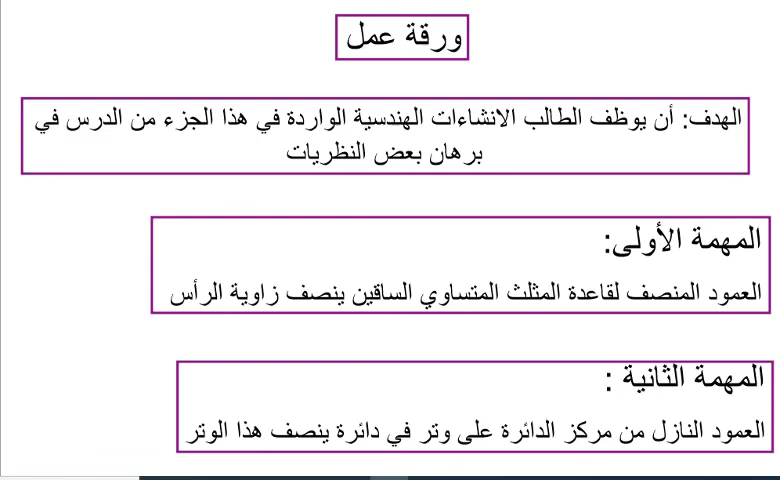 ورقة عمل
الهدف: أن يوظف الطالب الانشاءات الهندسية الواردة في هذا الجزء من الدرس في
برهان بعض النظريات
المهمة الأولى:
العمود المنصف لقاعدة المثلث المتساوي الساقين ينصف زاوية الرأس
المهمة الثانية :
العمود النازل من مركز الدائرة على وتر في دائرة ينصف هذا الوتر